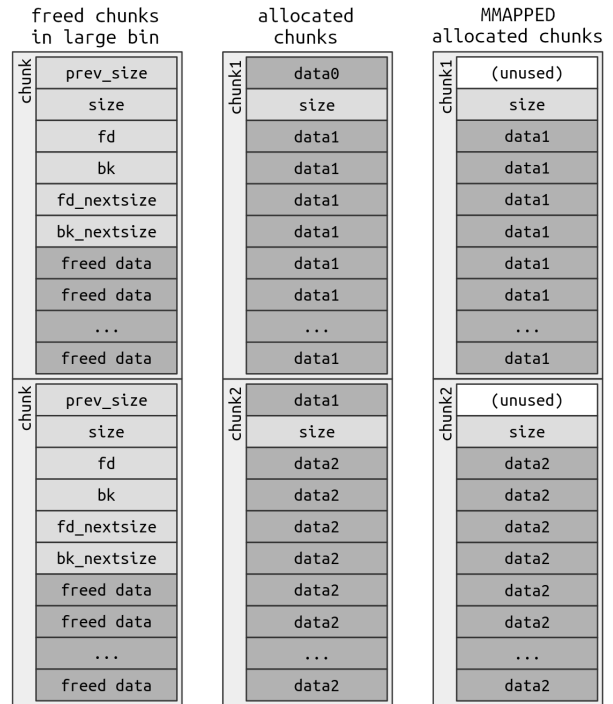 freed chunks
in large bin
chunk
prev_size
size
fd
bk
fd_nextsize
bk_nextsize
freed data
freed data
...
freed data
chunk
prev_size
size
fd
bk
fd_nextsize
bk_nextsize
freed data
freed data
...
freed data
allocated
chunks
chunk1
data0
size
data1
data1
data1
data1
data1
data1
...
data1
chunk2
data1
size
data2
data2
data2
data2
data2
data2
...
data2
MMAPPED
allocated chunks
chunk1
(unused)
size
data1
data1
data1
data1
data1
data1
...
data1
chunk2
(unused)
size
data2
data2
data2
data2
data2
data2
...
data2